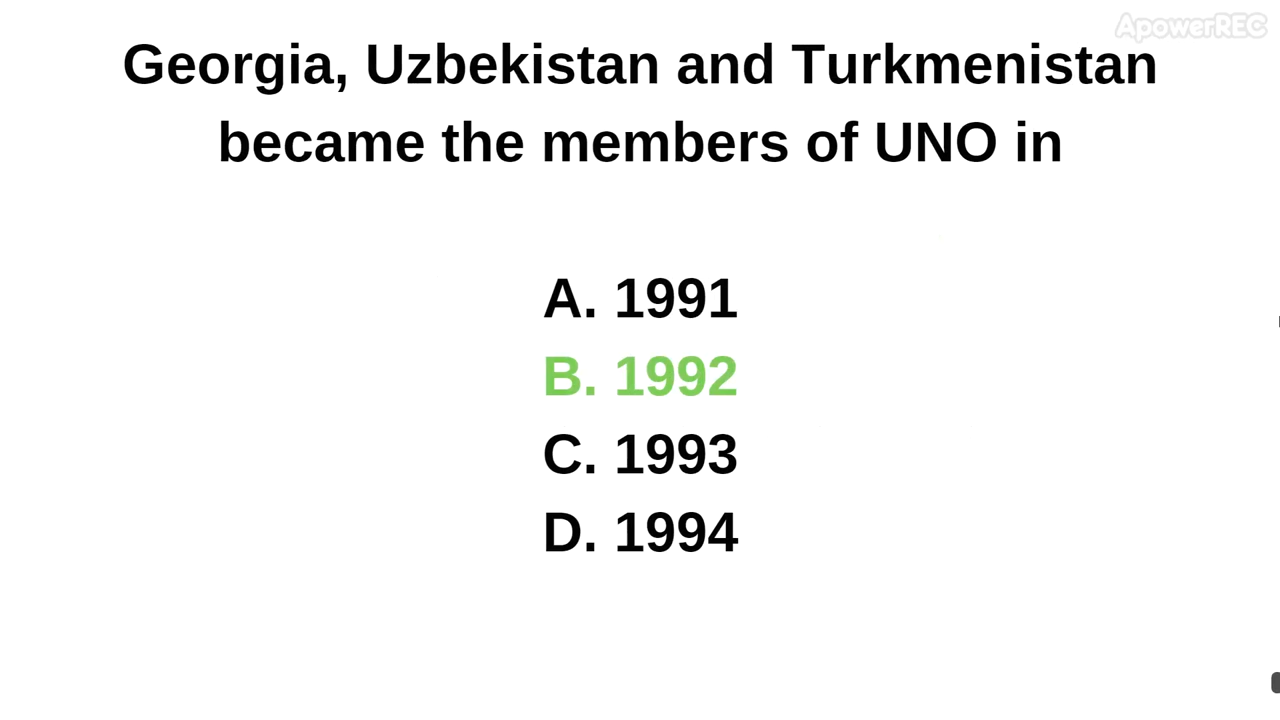 ApowerREC
Georgia, Uzbekistan and Turkmenistan
became the members of UNO in
A. 1991
B. 1992
C. 1993
D. 1994